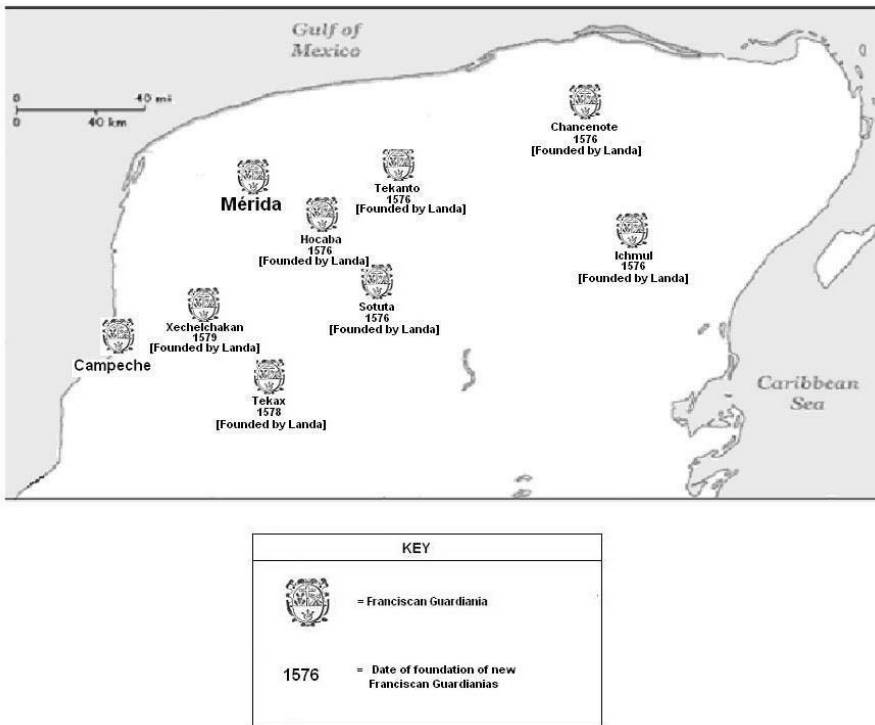 Gulf of
Mexico
0 40 mi
0 40 km
Chancenote
1576
[Founded by Landa]
Mérida
Tekanto
1576
[Founded by Landa]
Hocaba
1576
[Founded by Landa]
Ichmul
1576
[Founded by Landa]
Sotuta
1576
[Founded by Landa]
Xechelchakan
1579
[Founded by Landa]
Campeche
Tekax
1578
[Founded by Landa]
Caribbean
Sea
KEY
= Franciscan Guardiania
1576 = Date of foundation of new
Franciscan Guardianias